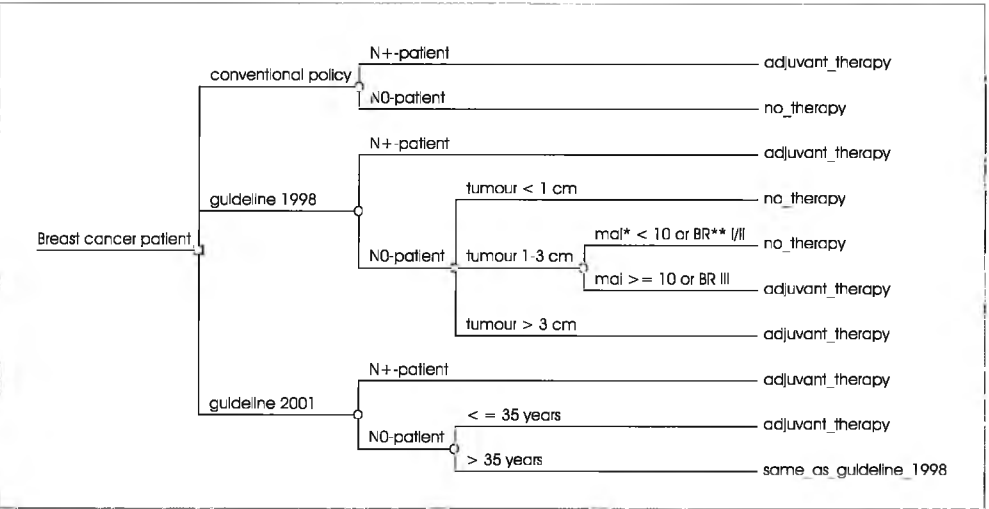 N+-patient
adjuvant_therapy
conventional policy
N0-patient
no_therapy
N+-patient
adjuvant_therapy
tumour < 1 cm
no_therapy
guideline 1998
mai* < 10 or BR** I/II
no_therapy
Breast cancer patient
N0-patient
tumour 1-3 cm
mai >= 10 or BR III
adjuvant_therapy
tumour > 3 cm
adjuvant_therapy
N+-patient
adjuvant_therapy
guideline 2001
< = 35 years
adjuvant_therapy
N0-patient
> 35 years
same_as_guideline_1998